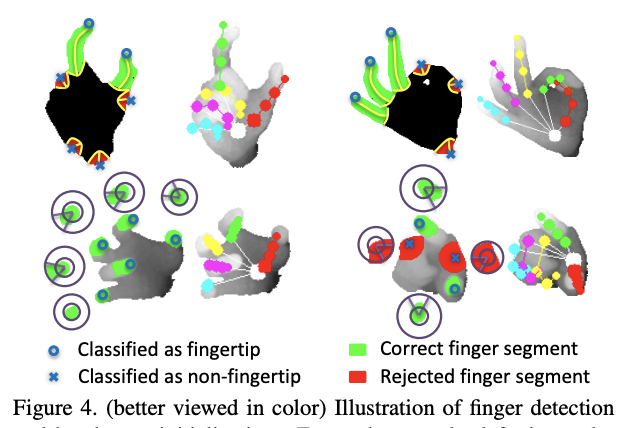 Classified as fingertip
Correct finger segment
Classified as non-fingertip
Rejected finger segment
Figure 4. (better viewed in color) Illustration of finger detection